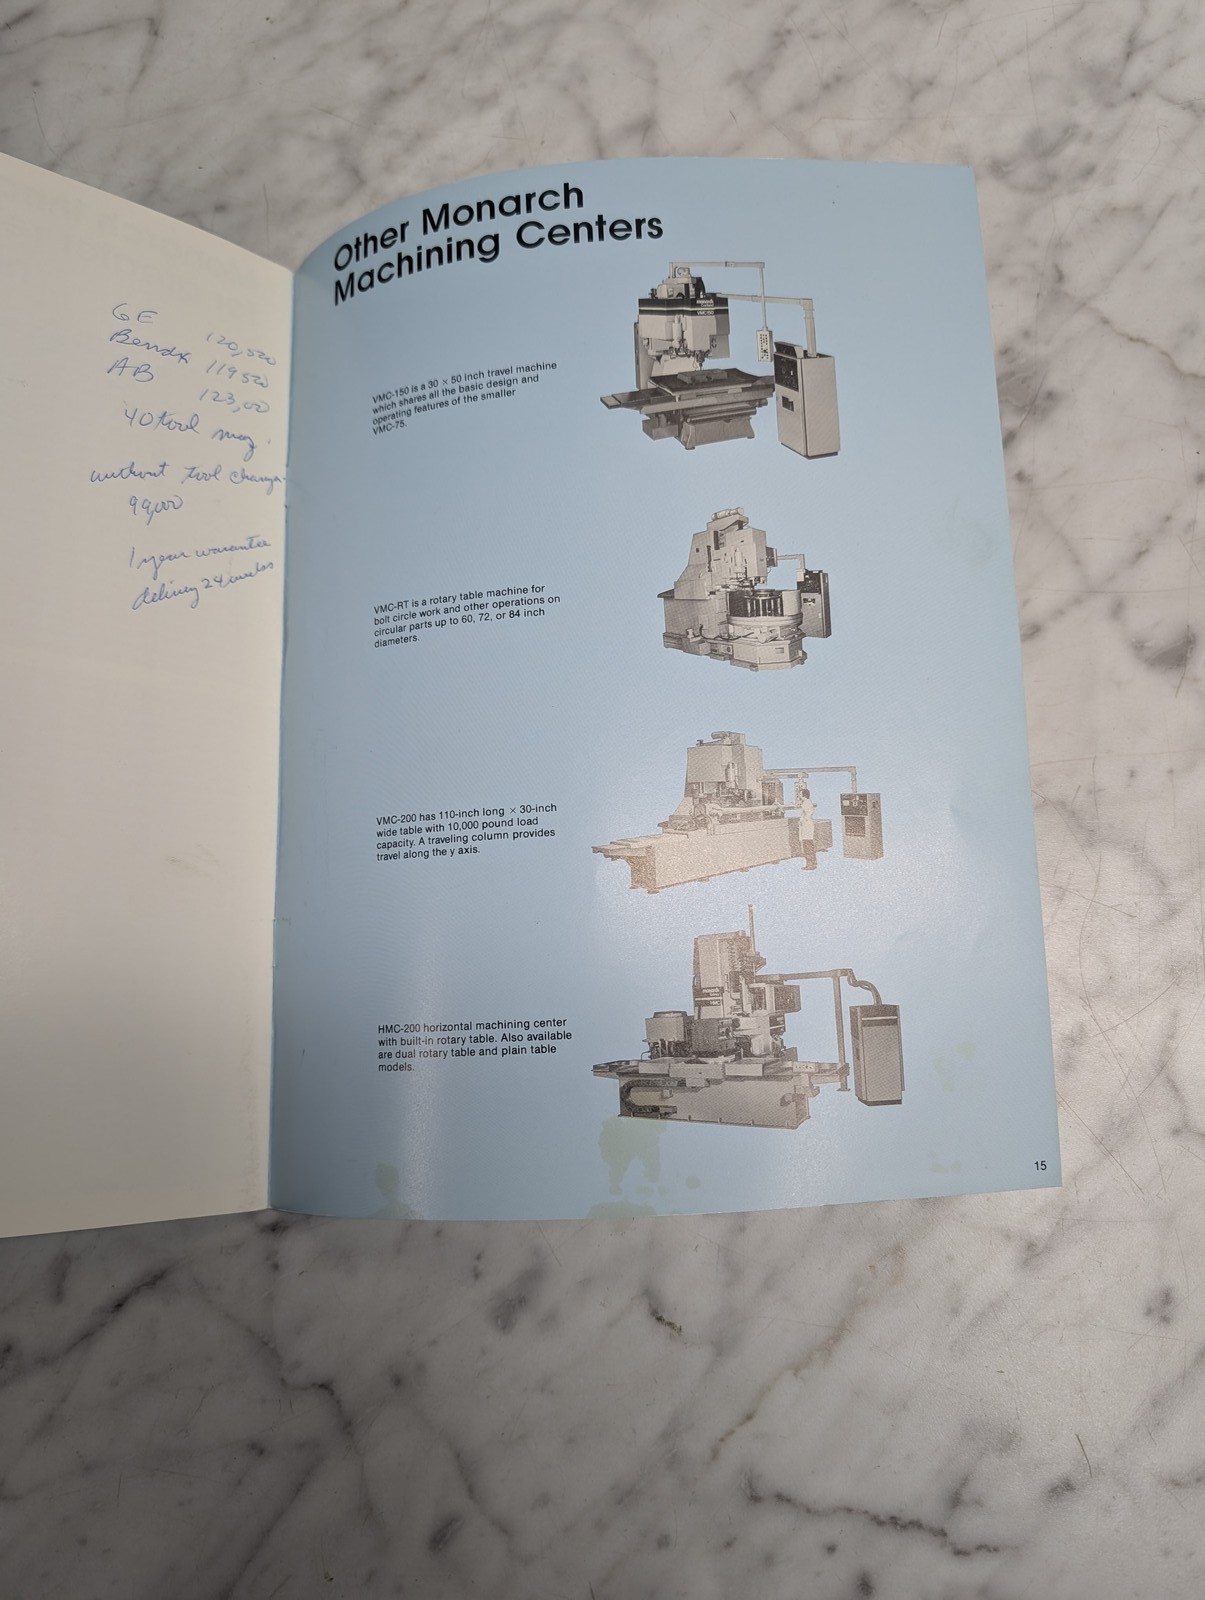 GE 120,500
Bendix 119500
AB 123,00
40 tool mag.
without tool changer
99,000
1 year warantee
delivery 24 weeks
Other Monarch
Machining Centers
VMC-150 is a 30 × 50 inch travel machine
which shares all the basic design and
operating features of the smaller
VMC-75.
VMC-RT is a rotary table machine for
bolt circle work and other operations on
circular parts up to 60, 72, or 84 inch
diameters.
VMC-200 has 110-inch long × 30-inch
wide table with 10,000 pound load
capacity. A traveling column provides
travel along the y axis.
HMC-200 horizontal machining center
with built-in rotary table. Also available
are dual rotary table and plain table
models.
15